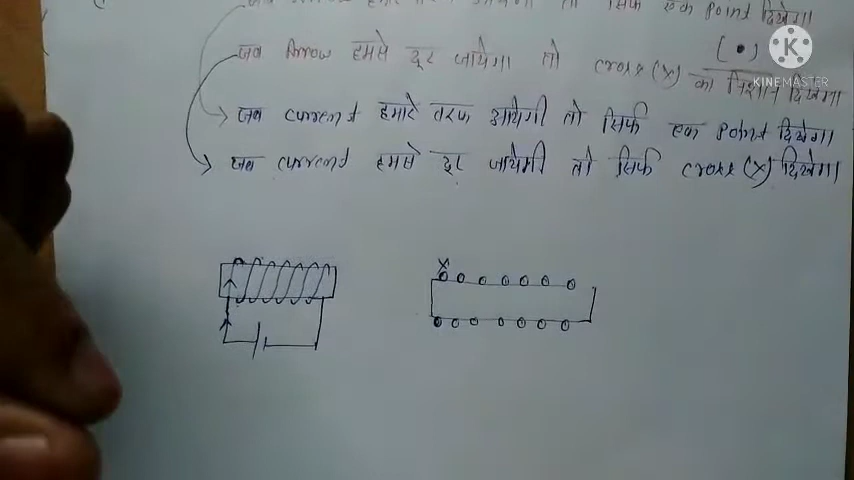 तो सिर्फ एक point दिखेगा
(•)
जब Arrow हमसे दूर जायेगा तो cross (x) का निशान दिखेगा
K
KINEMASTER
जब current हमारे तरफ आयेगी तो सिर्फ एक point दिखेगा
जब current हमसे दूर जायेगी तो सिर्फ cross (x) दिखेगा
x